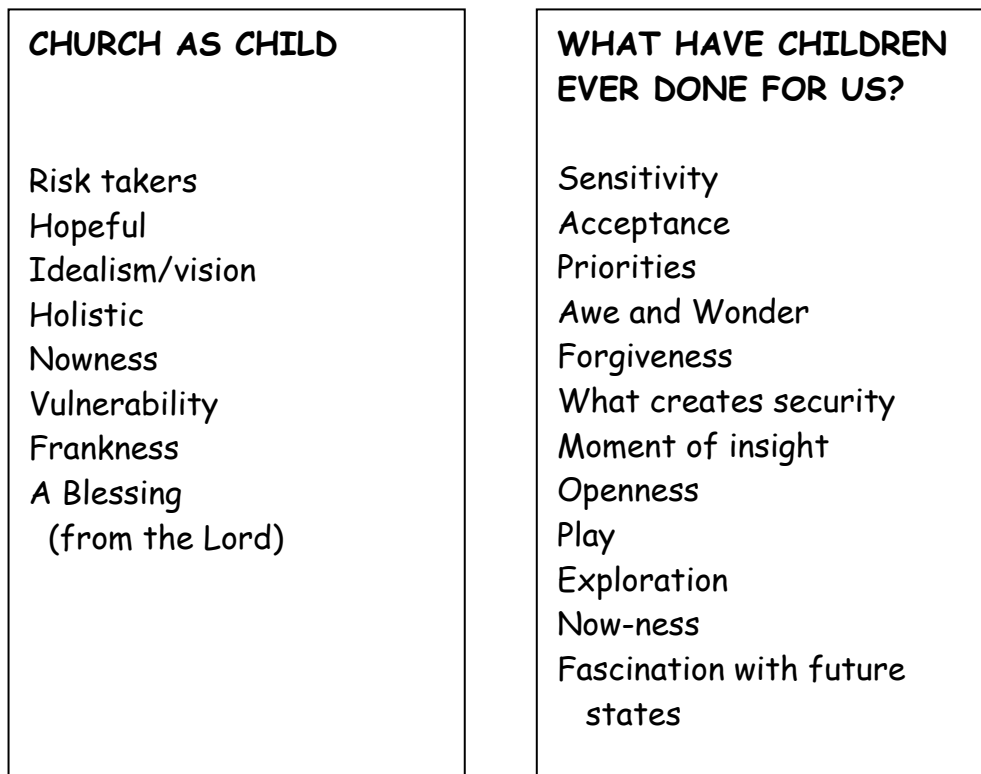 CHURCH AS CHILD
Risk takers
Hopeful
Idealism/vision
Holistic
Nowness
Vulnerability
Frankness
A Blessing
(from the Lord)
WHAT HAVE CHILDREN
EVER DONE FOR US?
Sensitivity
Acceptance
Priorities
Awe and Wonder
Forgiveness
What creates security
Moment of insight
Openness
Play
Exploration
Now-ness
Fascination with future
states